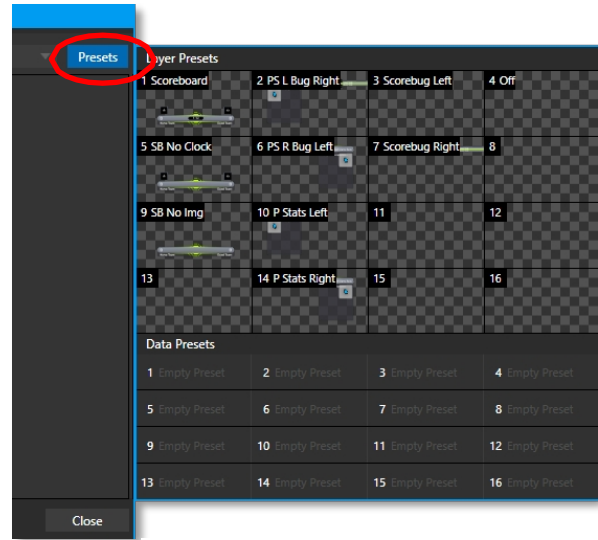 Presets
Layer Presets
1 Scoreboard 2 PS L Bug Right 3 Scorebug Left 4 Off
5 SB No Clock 6 PS R Bug Left 7 Scorebug Right 8
9 SB No Img 10 P Stats Left 11 12
13 14 P Stats Right 15 16
Data Presets
1 Empty Preset 2 Empty Preset 3 Empty Preset 4 Empty Preset
5 Empty Preset 6 Empty Preset 7 Empty Preset 8 Empty Preset
9 Empty Preset 10 Empty Preset 11 Empty Preset 12 Empty Preset
13 Empty Preset 14 Empty Preset 15 Empty Preset 16 Empty Preset
Close